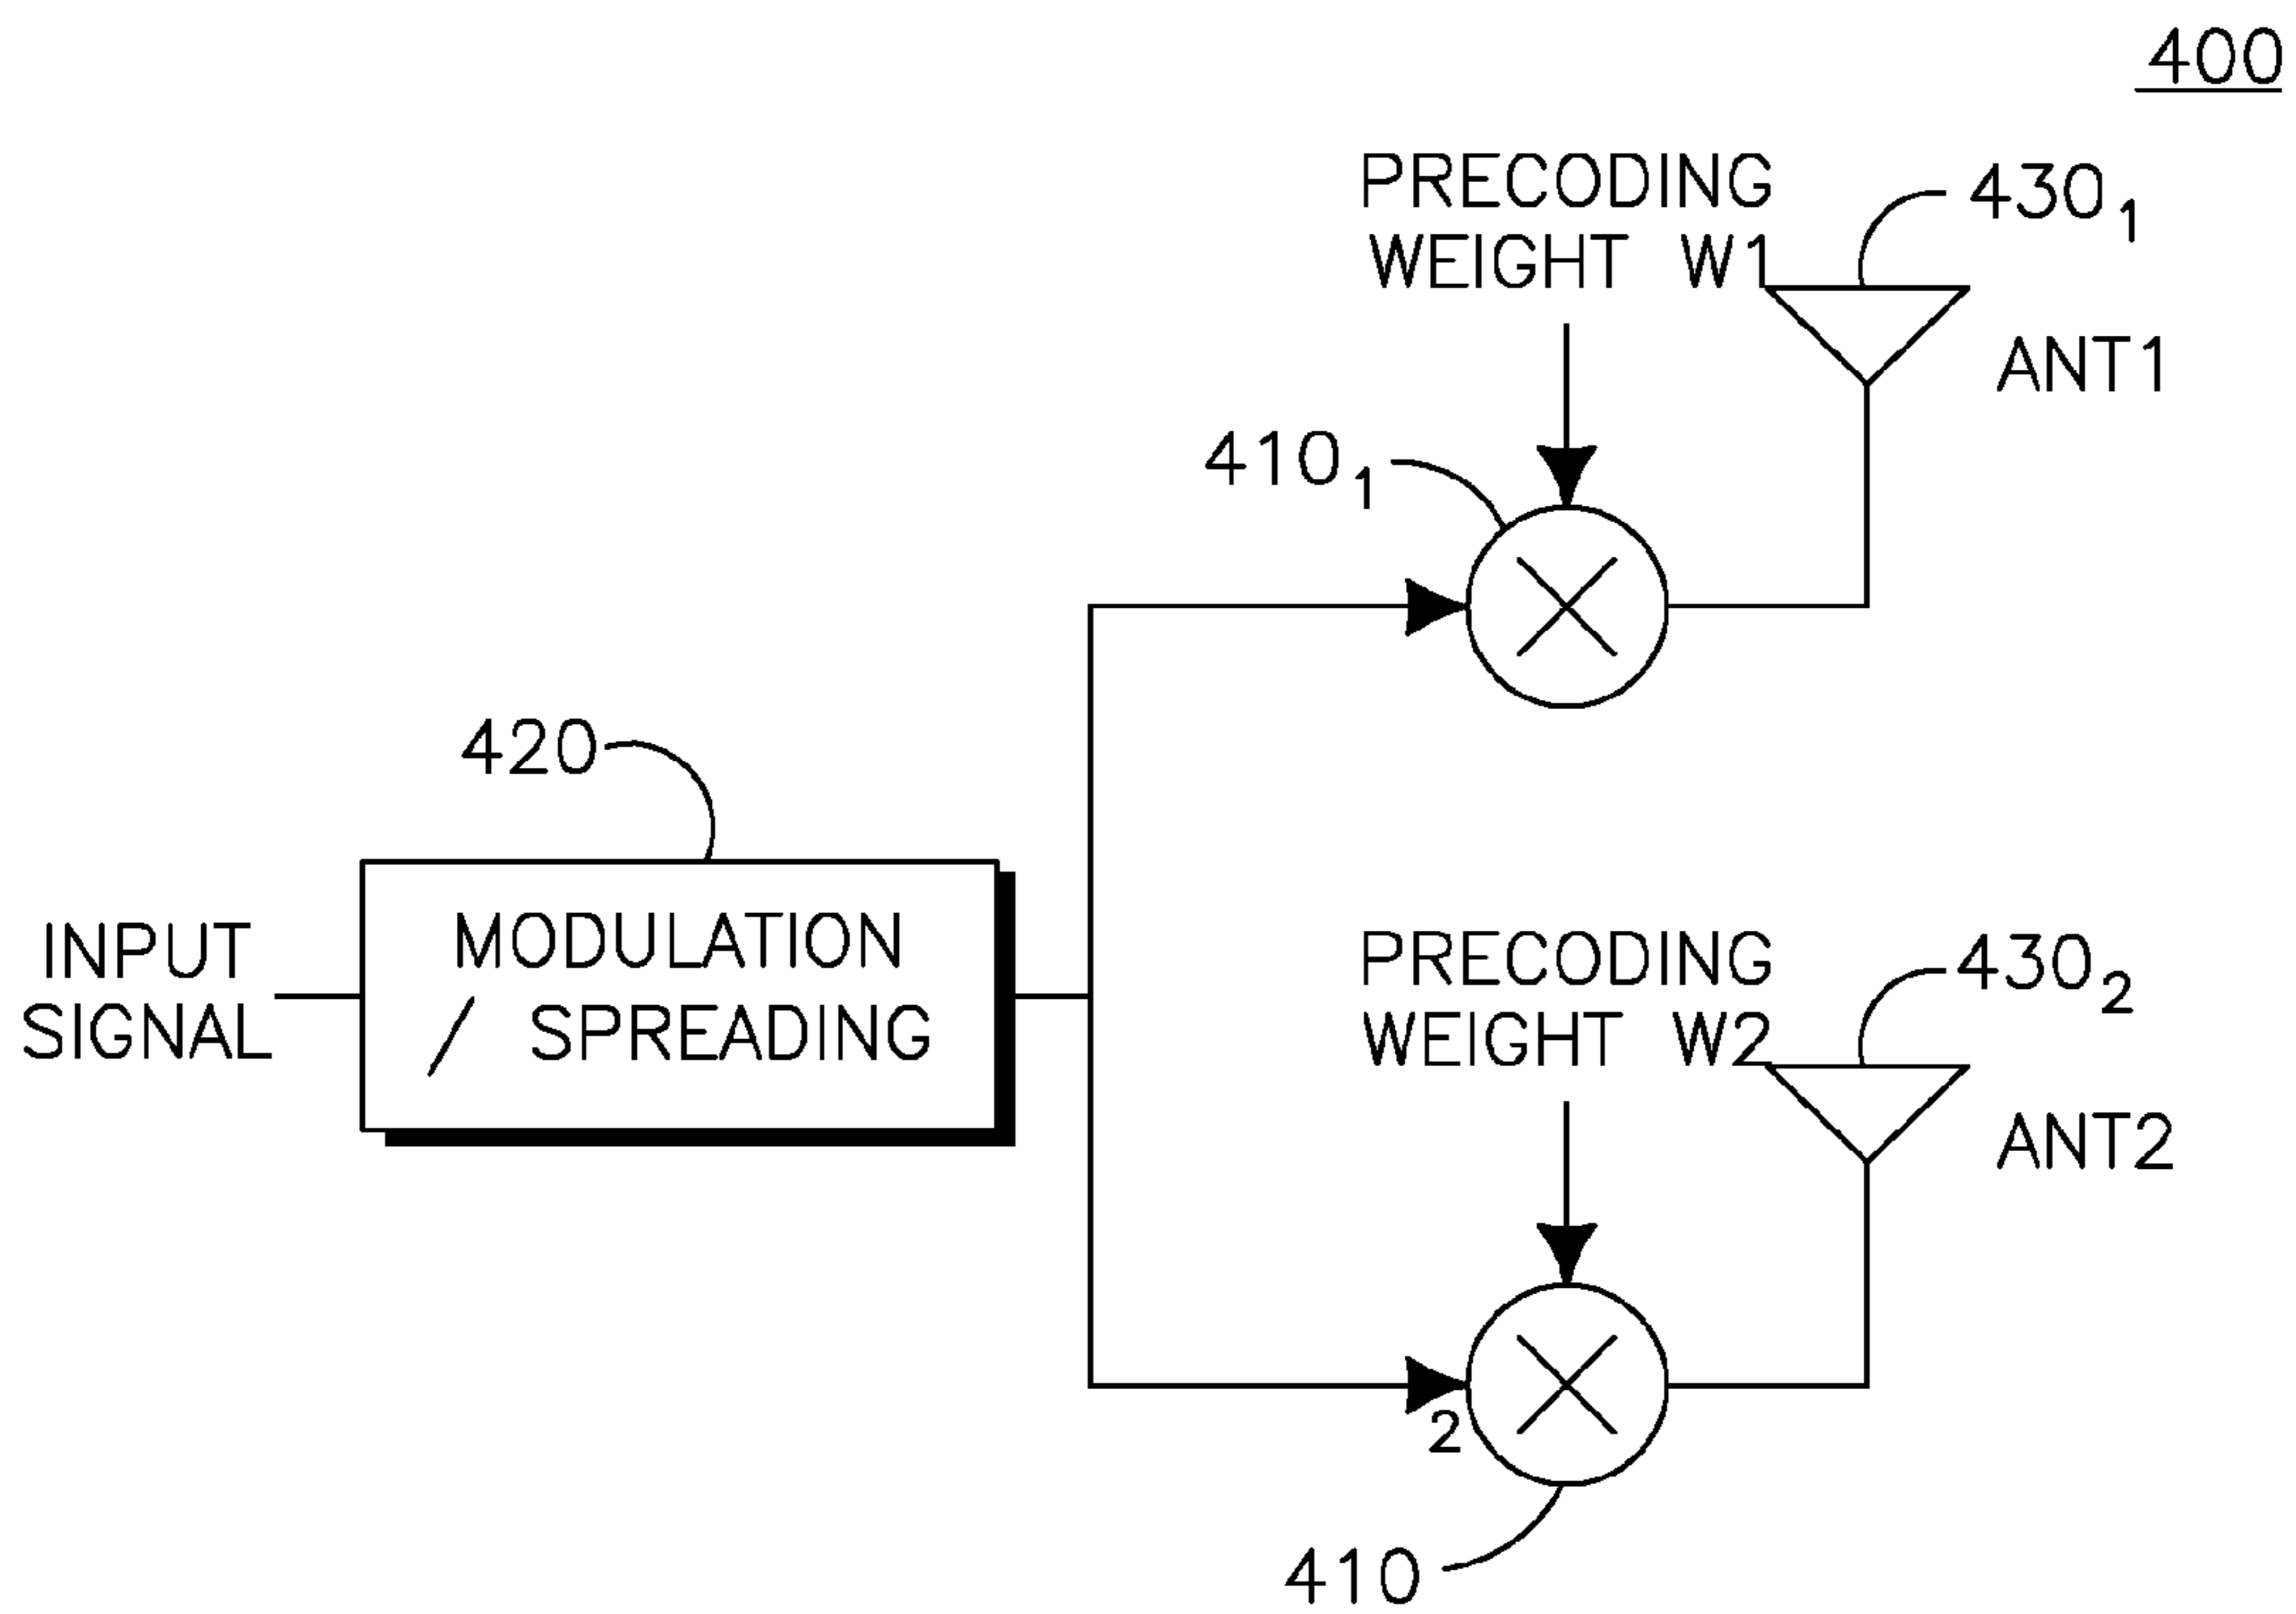 400
PRECODING
WEIGHT W1
430₁
ANT1
410₁
420
INPUT
SIGNAL
MODULATION
/ SPREADING
PRECODING
WEIGHT W2
430₂
ANT2
2
410